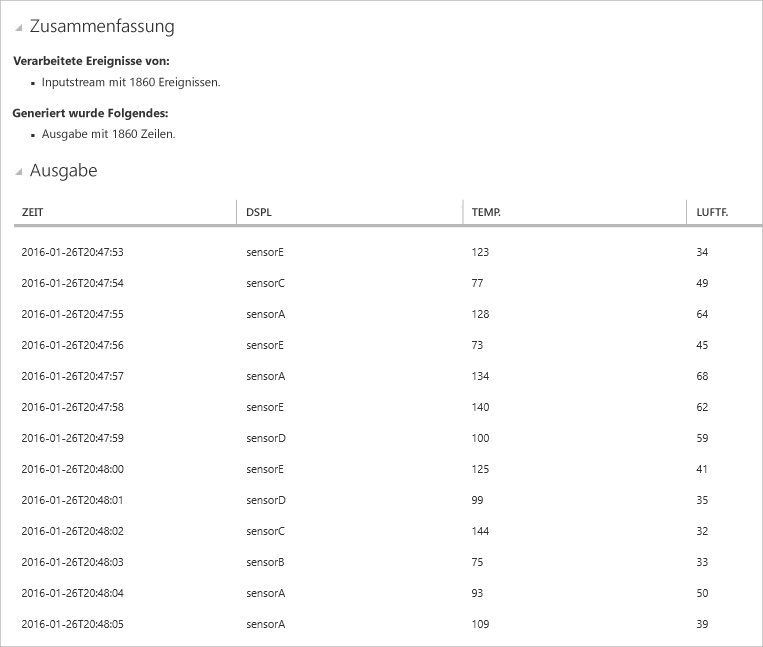 Zusammenfassung
Verarbeitete Ereignisse von:
Inputstream mit 1860 Ereignissen.
Generiert wurde Folgendes:
Ausgabe mit 1860 Zeilen.
Ausgabe
ZEIT DSPL TEMP. LUFTF.
2016-01-26T20:47:53 sensorE 123 34
2016-01-26T20:47:54 sensorC 77 49
2016-01-26T20:47:55 sensorA 128 64
2016-01-26T20:47:56 sensorE 73 45
2016-01-26T20:47:57 sensorA 134 68
2016-01-26T20:47:58 sensorE 140 62
2016-01-26T20:47:59 sensorD 100 59
2016-01-26T20:48:00 sensorE 125 41
2016-01-26T20:48:01 sensorD 99 35
2016-01-26T20:48:02 sensorC 144 32
2016-01-26T20:48:03 sensorB 75 33
2016-01-26T20:48:04 sensorA 93 50
2016-01-26T20:48:05 sensorA 109 39